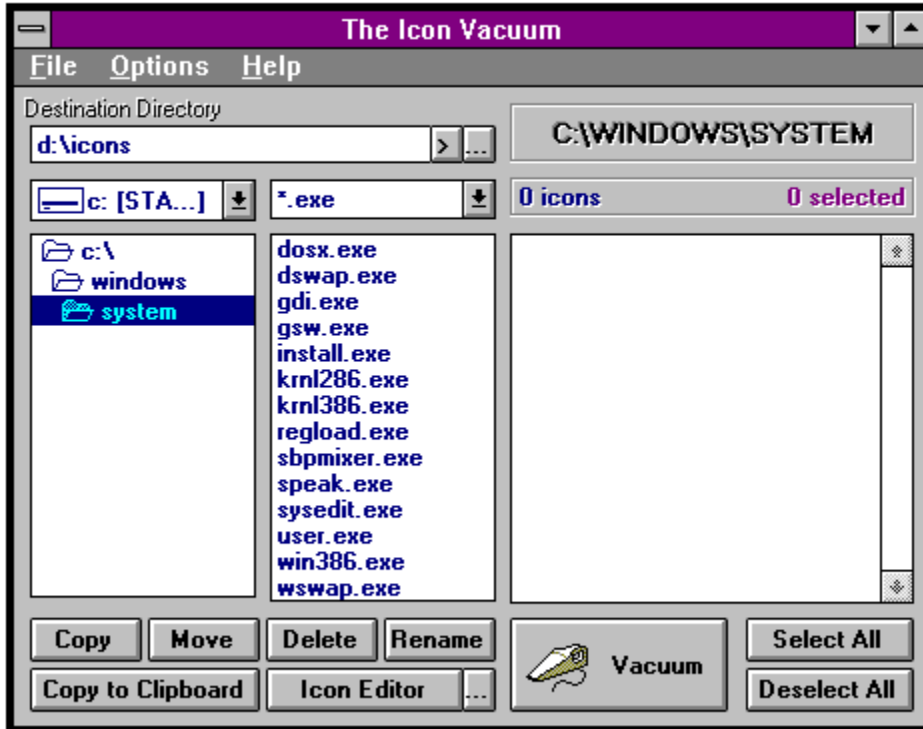 The Icon Vacuum
File Options Help
Destination Directory
d:\icons > ...
C:\WINDOWS\SYSTEM
c: [STA...]
*.exe
0 icons 0 selected
c:\
windows
system
dosx.exe
dswap.exe
gdi.exe
gsw.exe
install.exe
krnl286.exe
krnl386.exe
regload.exe
sbpmixer.exe
speak.exe
sysedit.exe
user.exe
win386.exe
wswap.exe
Copy Move Delete Rename
Copy to Clipboard Icon Editor ...
Vacuum
Select All
Deselect All